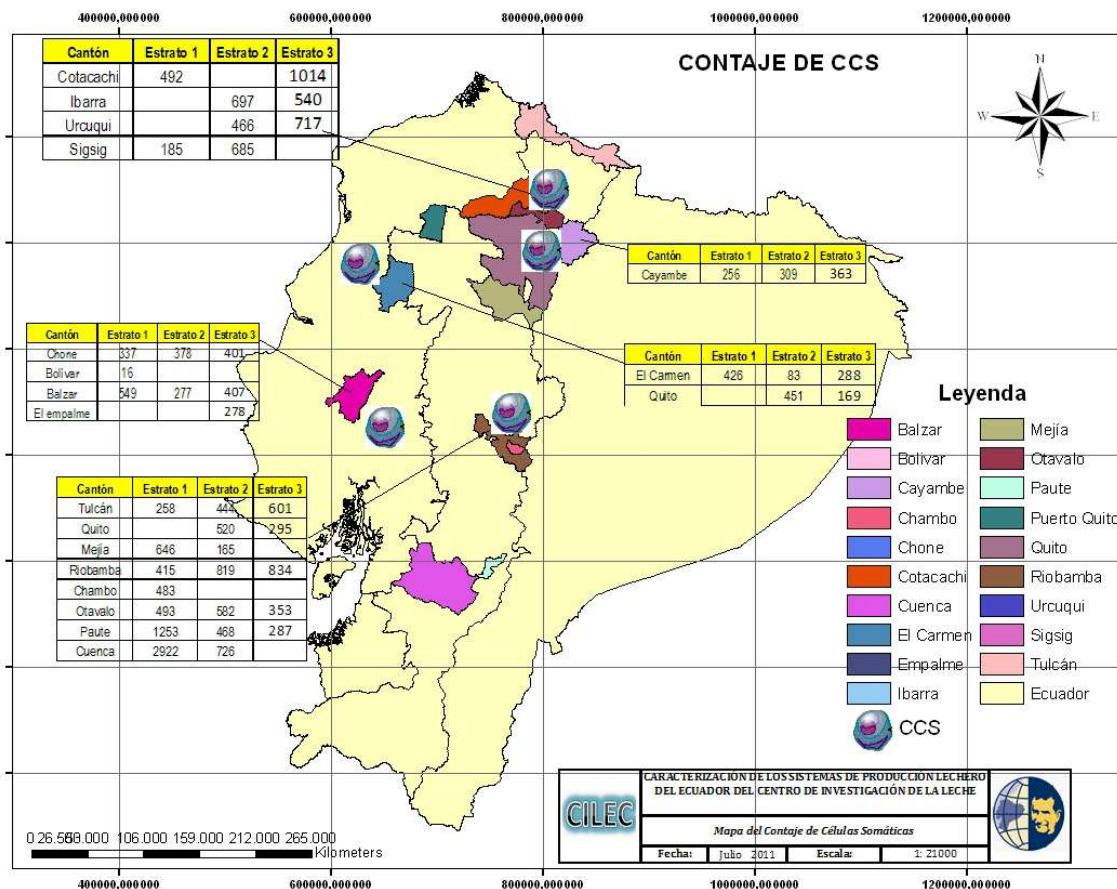 400000,000000 600000,000000 800000,000000 1000000,000000 1200000,000000
CONTAJE DE CCS
N
W E
S
Cantón Estrato 1 Estrato 2 Estrato 3
Cotacachi 492 1014
Ibarra 697 540
Urcuqui 466 717
Sigsig 185 685
Cantón Estrato 1 Estrato 2 Estrato 3
Cayambe 256 309 363
Cantón Estrato 1 Estrato 2 Estrato 3
Chone 337 378 401
Bolivar 16
Balzar 549 277 407
El empalme 278
Cantón Estrato 1 Estrato 2 Estrato 3
El Carmen 426 83 288
Quito 451 169
Cantón Estrato 1 Estrato 2 Estrato 3
Tulcán 258 444 601
Quito 520 295
Mejía 646 165
Riobamba 415 819 834
Chambo 483
Otavalo 493 582 353
Paute 1253 468 287
Cuenca 2922 726
Leyenda
Balzar Mejía
Bolivar Otavalo
Cayambe Paute
Chambo Puerto Quito
Chone Quito
Cotacachi Riobamba
Cuenca Urcuqui
El Carmen Sigsig
Empalme Tulcán
Ibarra Ecuador
CCS
CILEC
CARACTERIZACIÓN DE LOS SISTEMAS DE PRODUCCIÓN LECHERO
DEL ECUADOR DEL CENTRO DE INVESTIGACIÓN DE LA LECHE
Mapa del Contaje de Células Somáticas
Fecha: Julio 2011 Escala: 1: 21000
0 106.000 159.000 212.000 265.000
Kilometers
400000,000000 600000,000000 800000,000000 1000000,000000 1200000,000000